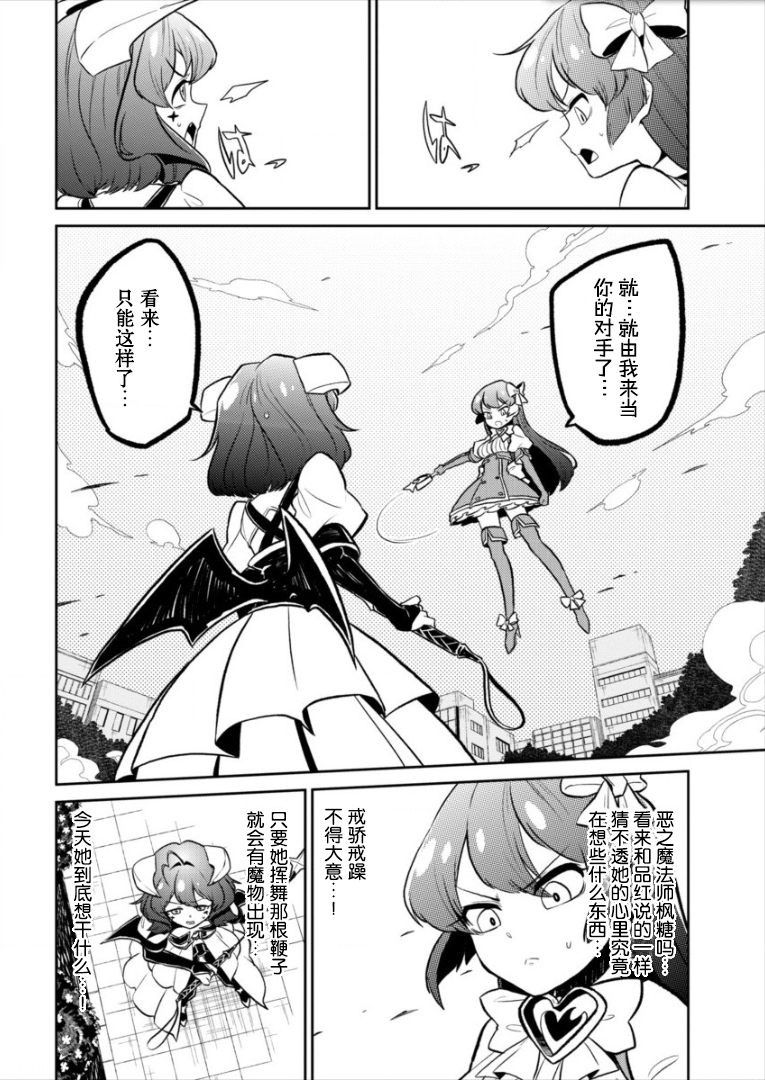 はっ
はっ
就…就由我来当
你的对手了…
看来…
只能这样了…
恶之魔法师枫糖吗…
看来和品红说的一样
猜不透她的心里究竟
在想些什么东西…
戒骄戒躁
不得大意…!
只要她挥舞那根鞭子
就会有魔物出现…
今天她到底想干什么…!